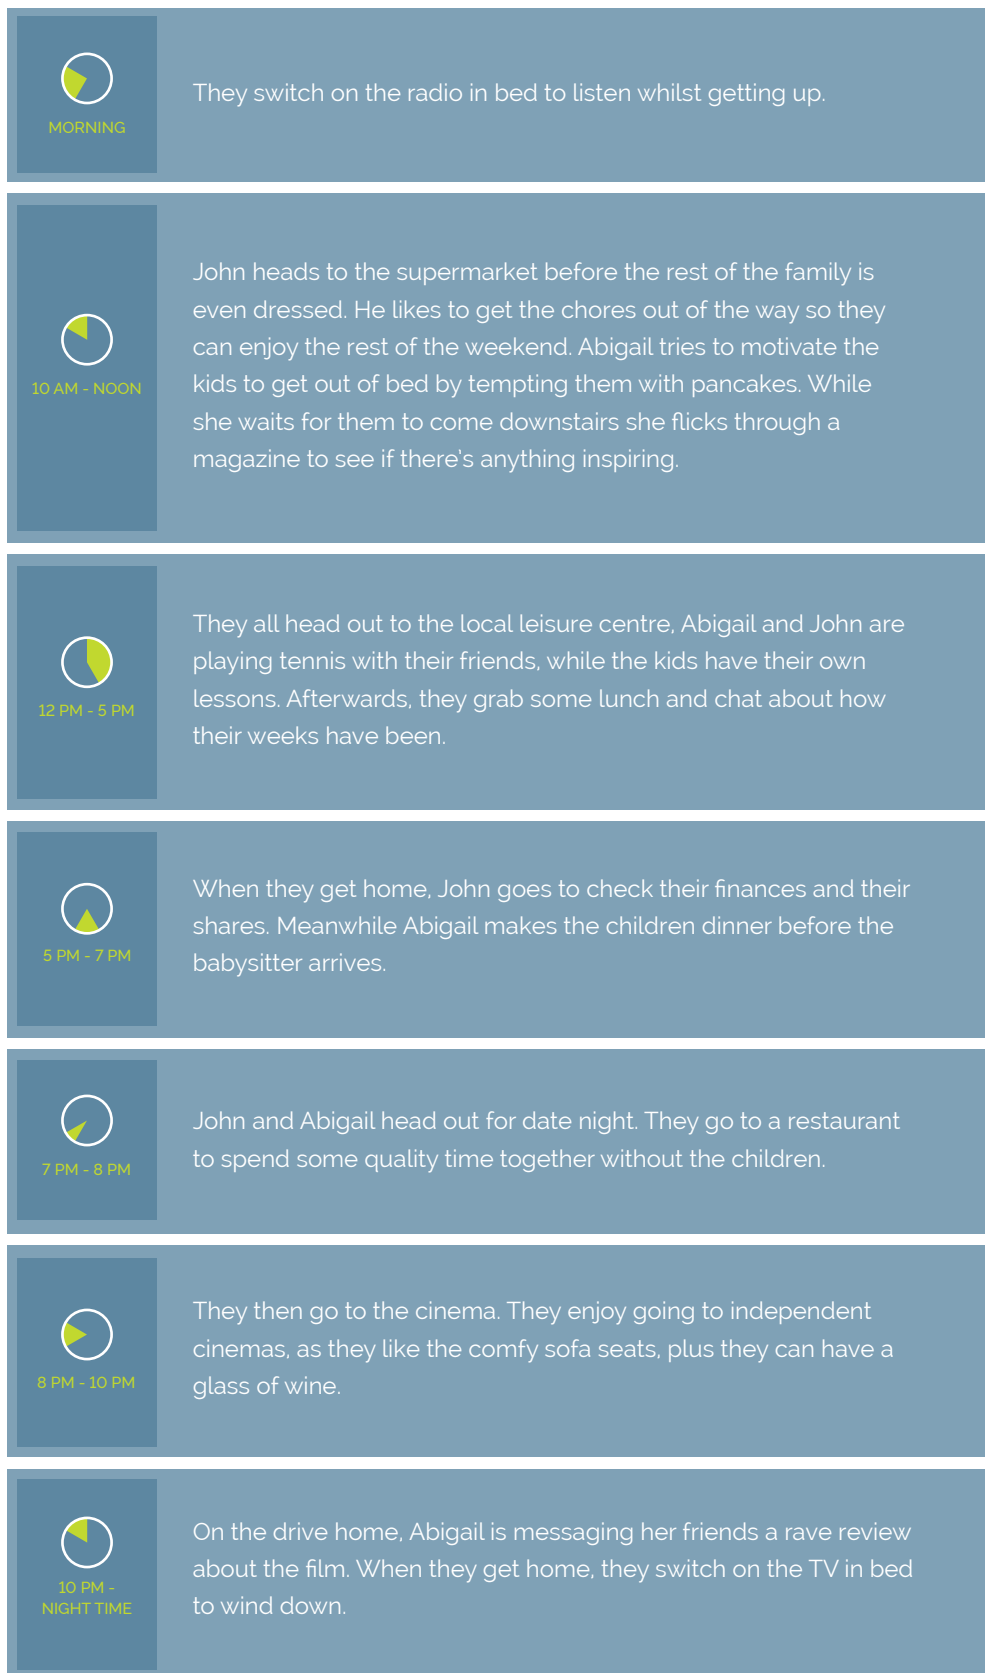 MORNING
They switch on the radio in bed to listen whilst getting up.
10 AM - NOON
John heads to the supermarket before the rest of the family is
even dressed. He likes to get the chores out of the way so they
can enjoy the rest of the weekend. Abigail tries to motivate the
kids to get out of bed by tempting them with pancakes. While
she waits for them to come downstairs she flicks through a
magazine to see if there's anything inspiring.
12 PM - 5 PM
They all head out to the local leisure centre, Abigail and John are
playing tennis with their friends, while the kids have their own
lessons. Afterwards, they grab some lunch and chat about how
their weeks have been.
5 PM - 7 PM
When they get home, John goes to check their finances and their
shares. Meanwhile Abigail makes the children dinner before the
babysitter arrives.
7 PM - 8 PM
John and Abigail head out for date night. They go to a restaurant
to spend some quality time together without the children.
8 PM - 10 PM
They then go to the cinema. They enjoy going to independent
cinemas, as they like the comfy sofa seats, plus they can have a
glass of wine.
10 PM -
NIGHT TIME
On the drive home, Abigail is messaging her friends a rave review
about the film. When they get home, they switch on the TV in bed
to wind down.